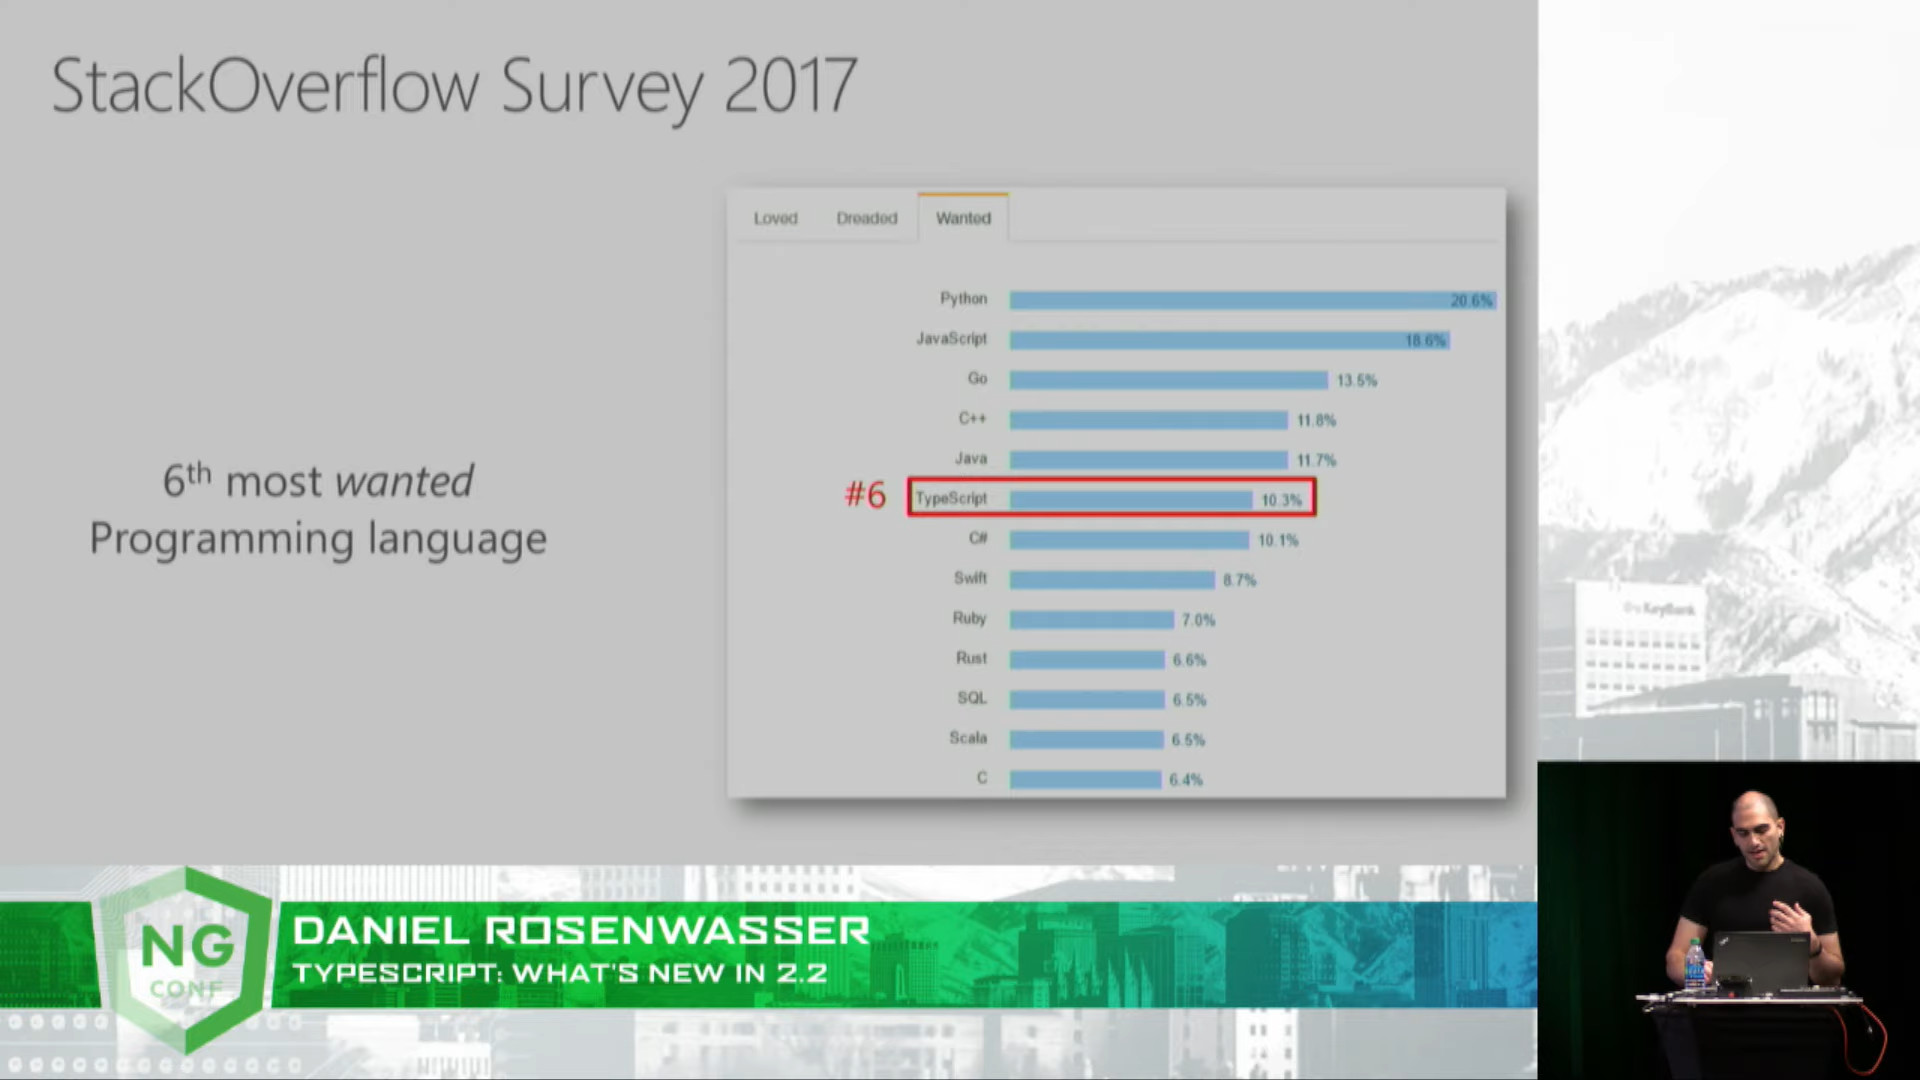 StackOverflow Survey 2017
6th most wanted
Programming language
Loved Dreaded Wanted
Python 20.6%
JavaScript 18.6%
Go 13.5%
C++ 11.8%
Java 11.7%
#6 TypeScript 10.3%
C# 10.1%
Swift 8.7%
Ruby 7.0%
Rust 6.6%
SQL 6.5%
Scala 6.5%
C 6.4%
KeyBank
NG
CONF
DANIEL ROSENWASSER
TYPESCRIPT: WHAT'S NEW IN 2.2